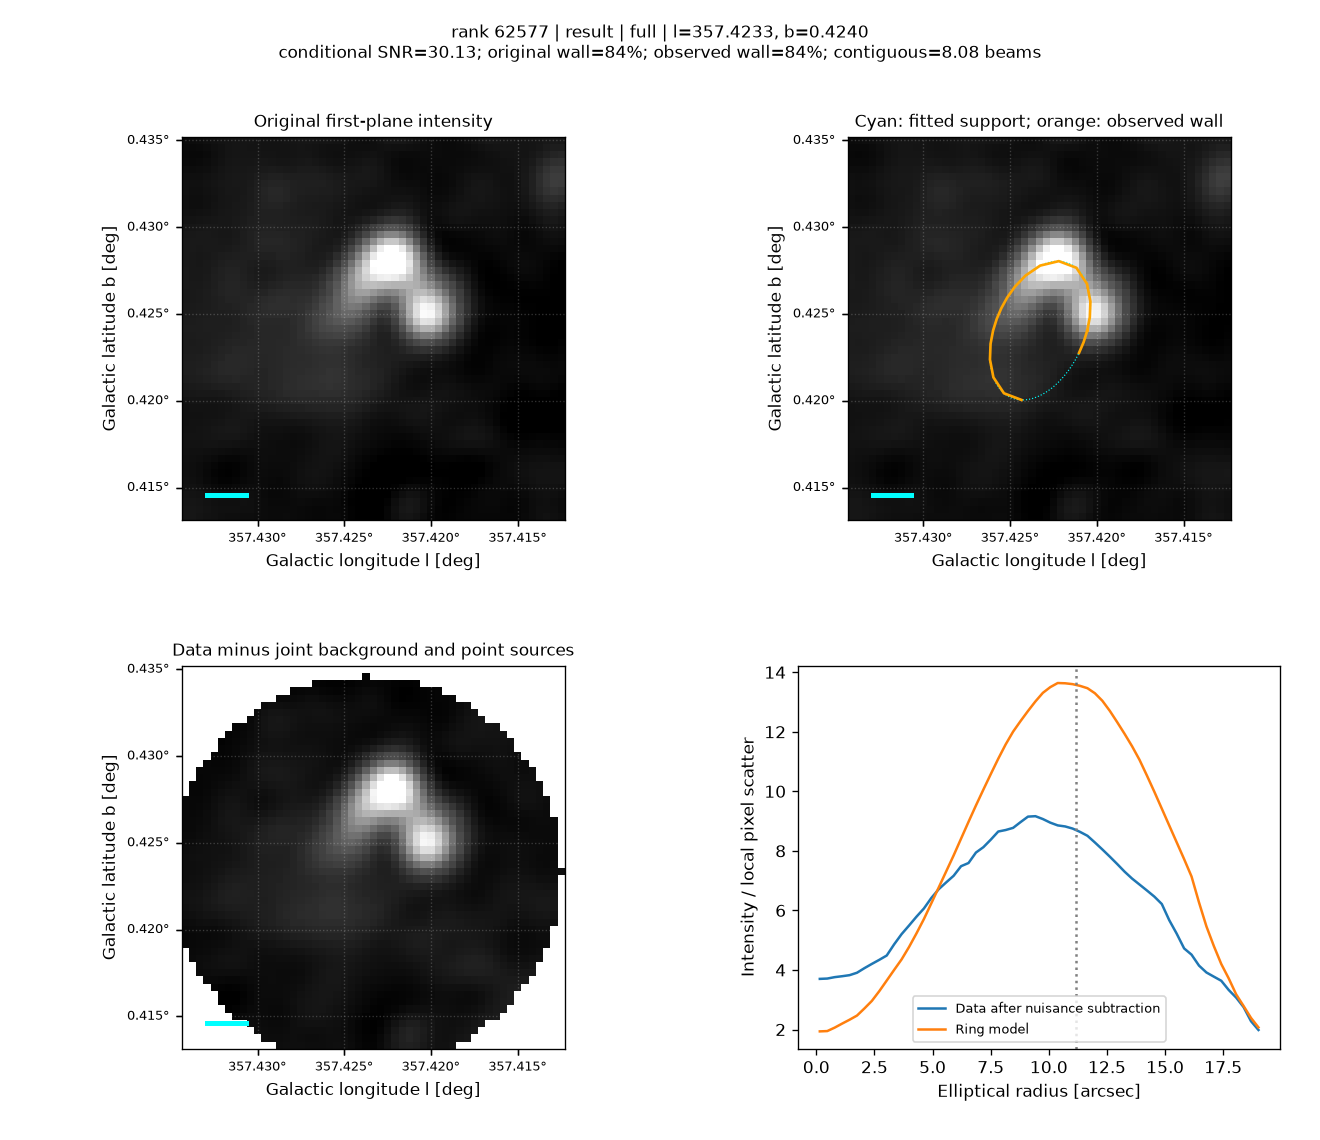 rank 62577 | result | full | l=357.4233, b=0.4240
conditional SNR=30.13; original wall=84%; observed wall=84%; contiguous=8.08 beams
Original first-plane intensity
0.435°
0.430°
0.425°
0.420°
0.415°
Galactic latitude b [deg]
357.430°
357.425°
357.420°
357.415°
Galactic longitude l [deg]
Cyan: fitted support; orange: observed wall
0.435°
0.430°
0.425°
0.420°
0.415°
Galactic latitude b [deg]
357.430°
357.425°
357.420°
357.415°
Galactic longitude l [deg]
Data minus joint background and point sources
0.435°
0.430°
0.425°
0.420°
0.415°
Galactic latitude b [deg]
357.430°
357.425°
357.420°
357.415°
Galactic longitude l [deg]
14
12
10
8
6
4
2
Intensity / local pixel scatter
Data after nuisance subtraction
Ring model
0.0
2.5
5.0
7.5
10.0
12.5
15.0
17.5
Elliptical radius [arcsec]